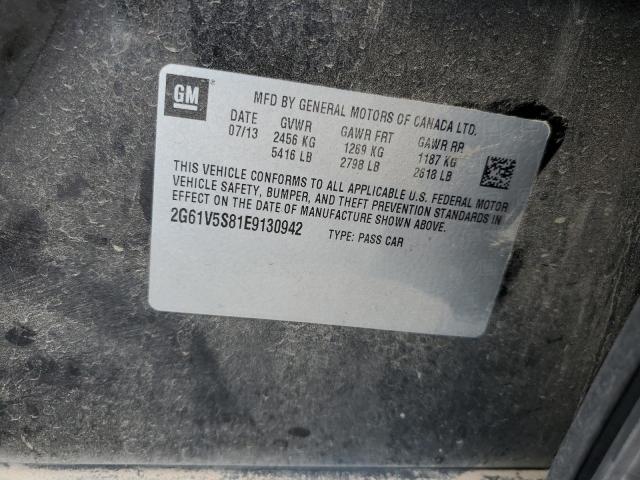 GM
MFD BY GENERAL MOTORS OF CANADA LTD.
DATE GVWR GAWR FRT GAWR RR
07/13 2456 KG 1269 KG 1187 KG
5416 LB 2798 LB 2618 LB
THIS VEHICLE CONFORMS TO ALL APPLICABLE U.S. FEDERAL MOTOR
VEHICLE SAFETY, BUMPER, AND THEFT PREVENTION STANDARDS IN
EFFECT ON THE DATE OF MANUFACTURE SHOWN ABOVE.
2G61V5S81E9130942 TYPE: PASS CAR